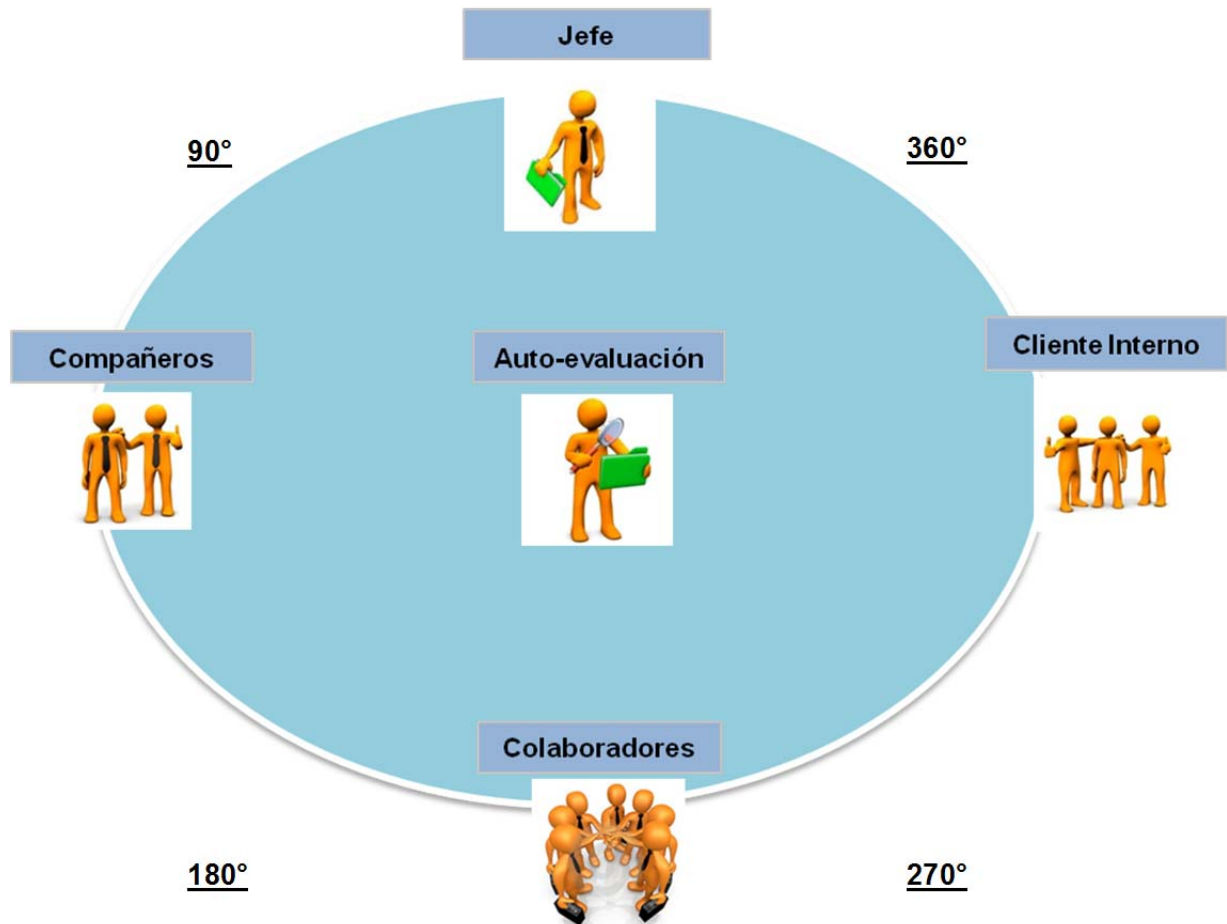 Jefe
90°
360°
Compañeros
Auto-evaluación
Cliente Interno
Colaboradores
180°
270°